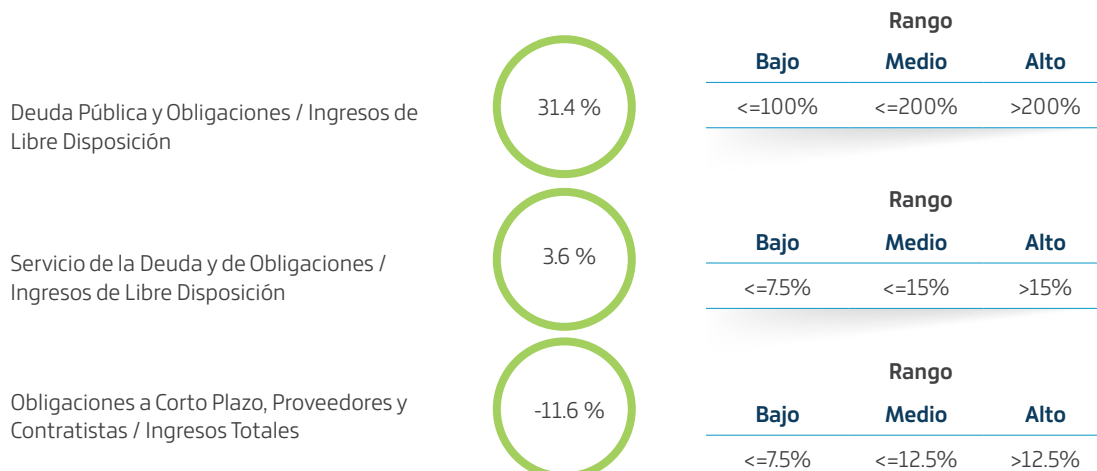 Rango
Bajo Medio Alto
Deuda Pública y Obligaciones / Ingresos de
Libre Disposición
31.4 %
<=100% <=200% >200%
Rango
Bajo Medio Alto
Servicio de la Deuda y de Obligaciones /
Ingresos de Libre Disposición
3.6 %
<=7.5% <=15% >15%
Rango
Obligaciones a Corto Plazo, Proveedores y
Contratistas / Ingresos Totales
-11.6 %
Bajo Medio Alto
<=7.5% <=12.5% >12.5%